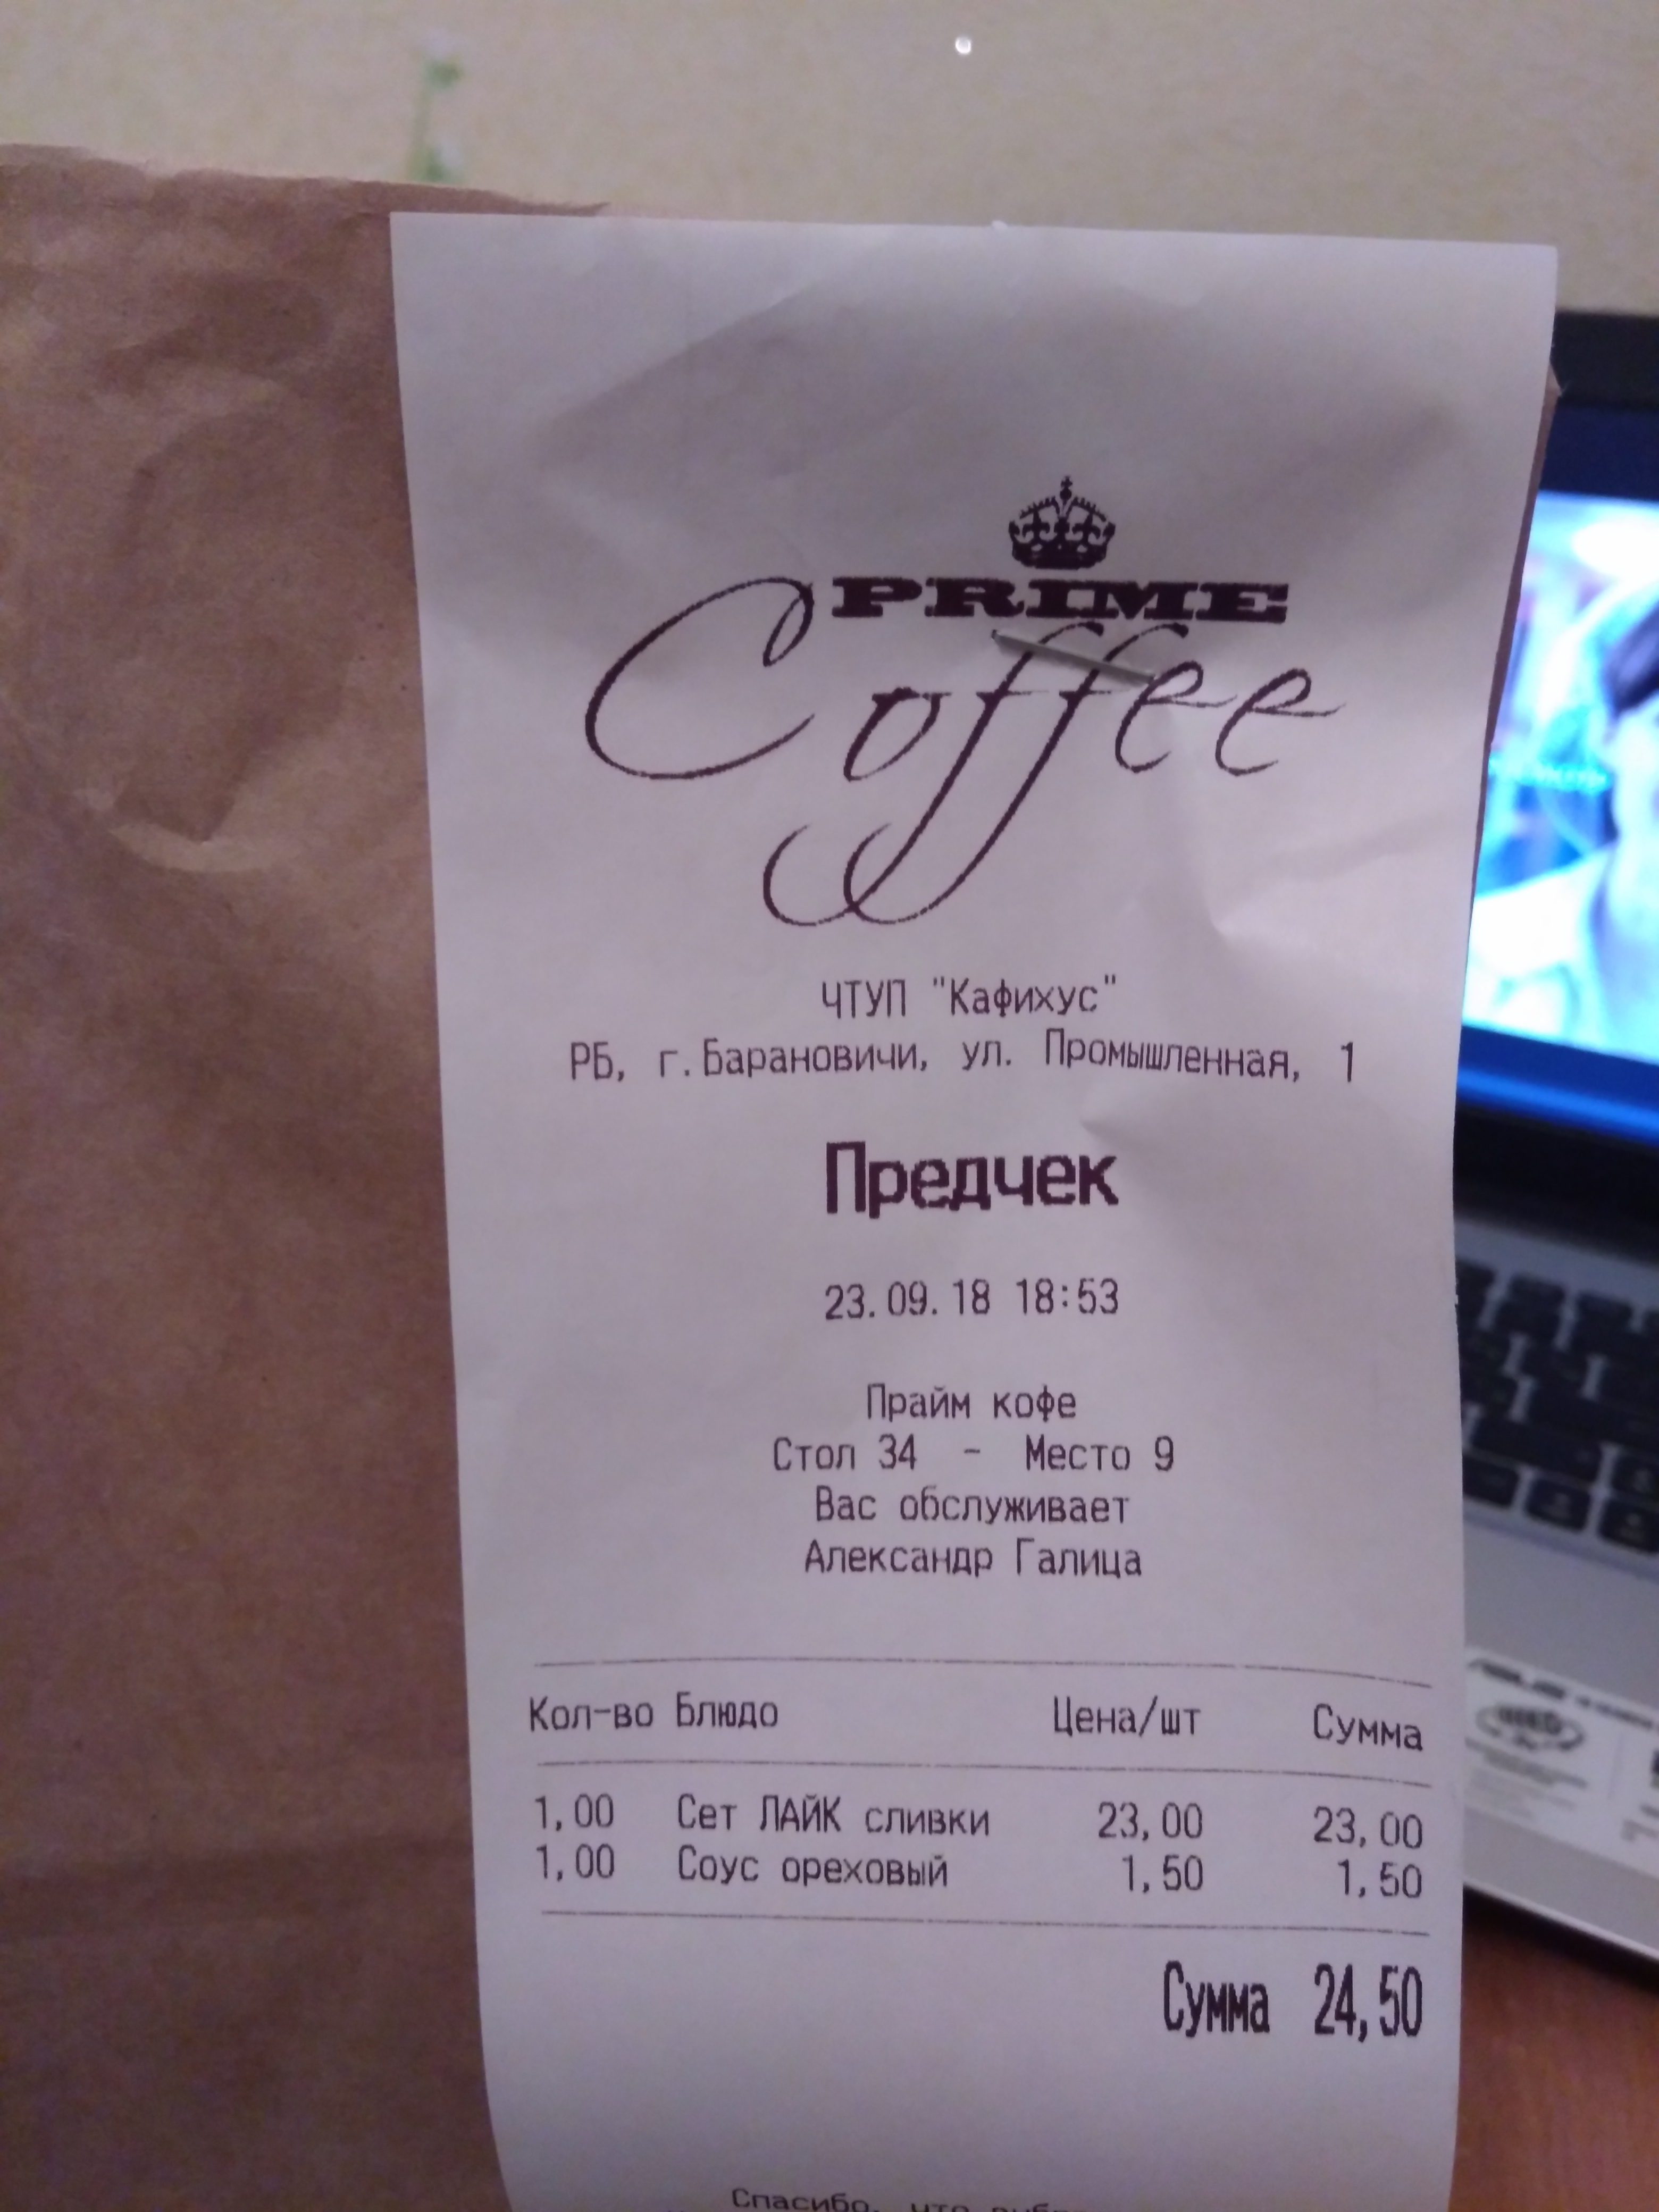 PRIME
Coffee
ЧТУП "Кафихус"
РБ, г.Барановичи, ул. Промышленная, 1
Предчек
23.09.18 18:53
Прайм кофе
Стол 34 - Место 9
Вас обслуживает
Александр Галица
Кол-во Блюдо Цена/шт Сумма
1,00 Сет ЛАЙК сливки 23,00 23,00
1,00 Соус ореховый 1,50 1,50
Сумма 24,50
Спасибо, что